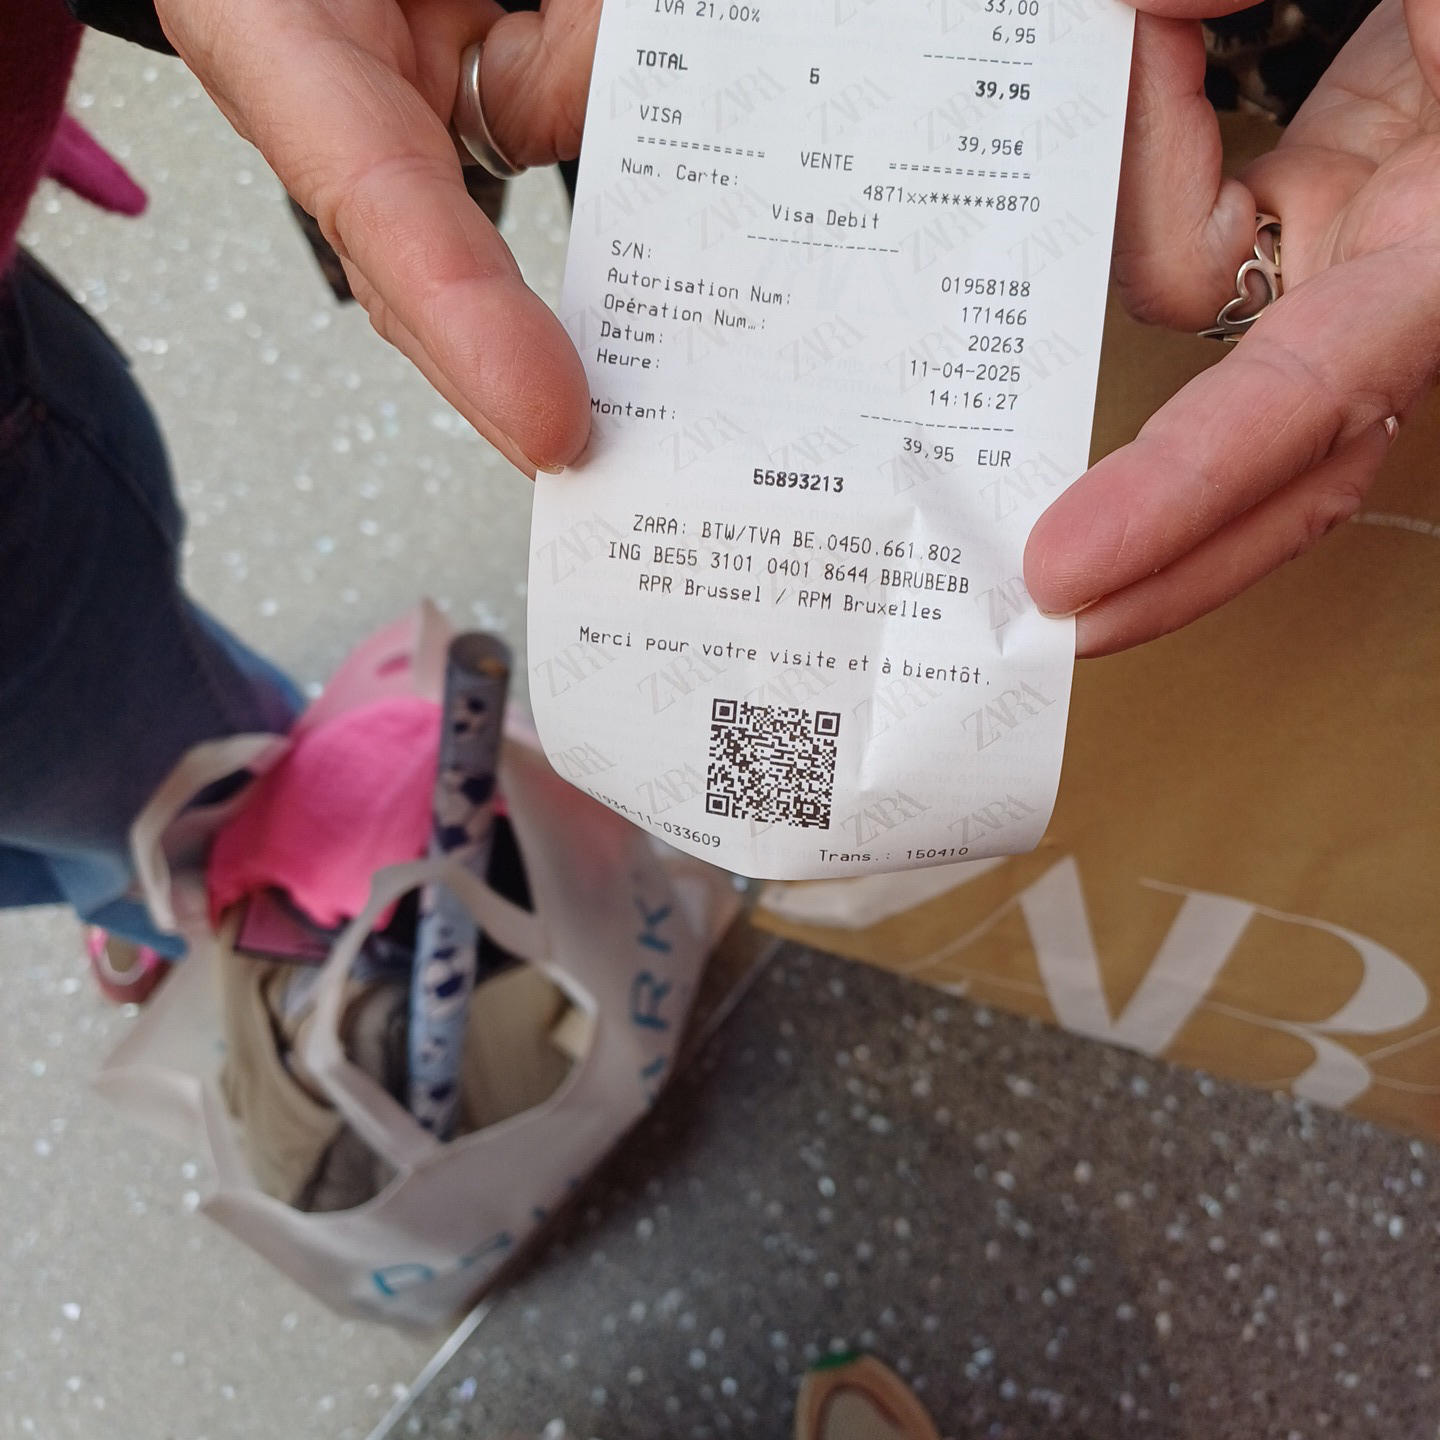 33,00
IVA 21,00% 6,95
TOTAL 5 39,95
VISA 39,95€
============ VENTE =============
Num. Carte: 4871xx******8870
Visa Debit
S/N: 01958188
Autorisation Num: 171466
Opération Num…: 20263
Datum: 11-04-2025
Heure: 14:16:27
Montant: 39,95 EUR
55893213
ZARA: BTW/TVA BE.0450.661.802
ING BE55 3101 0401 8644 BBRUBEBB
RPR Brussel / RPM Bruxelles
Merci pour votre visite et à bientôt.
11934-11-033609 Trans.: 150410
ZARA